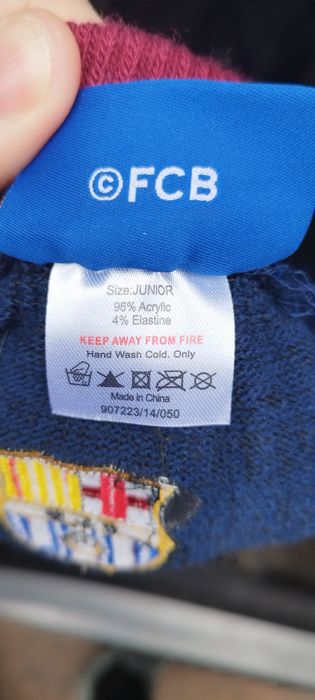 ©FCB
Size:JUNIOR
96% Acrylic
4% Elastine
KEEP AWAY FROM FIRE
Hand Wash Cold. Only
Made in China
907223/14/050